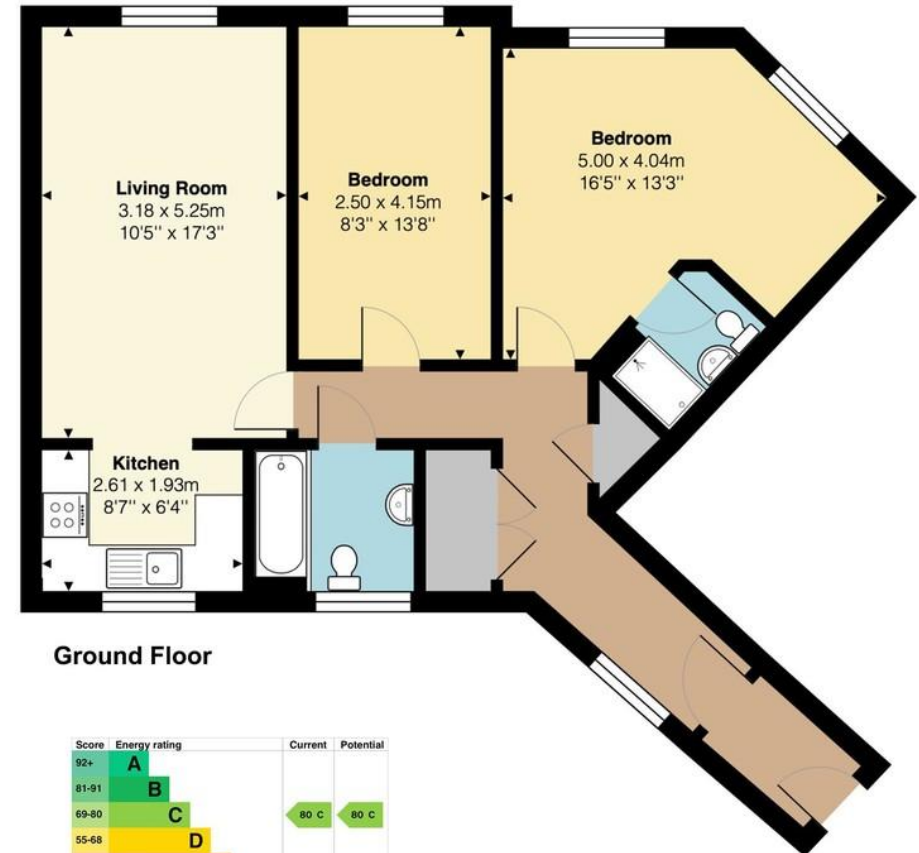 Living Room
3.18 x 5.25m
10'5'' x 17'3''
Bedroom
2.50 x 4.15m
8'3'' x 13'8''
Bedroom
5.00 x 4.04m
16'5'' x 13'3''
Kitchen
2.61 x 1.93m
8'7'' x 6'4''
Ground Floor
Score Energy rating Current Potential
92+ A
81-91 B
69-80 C 80 C 80 C
55-68 D